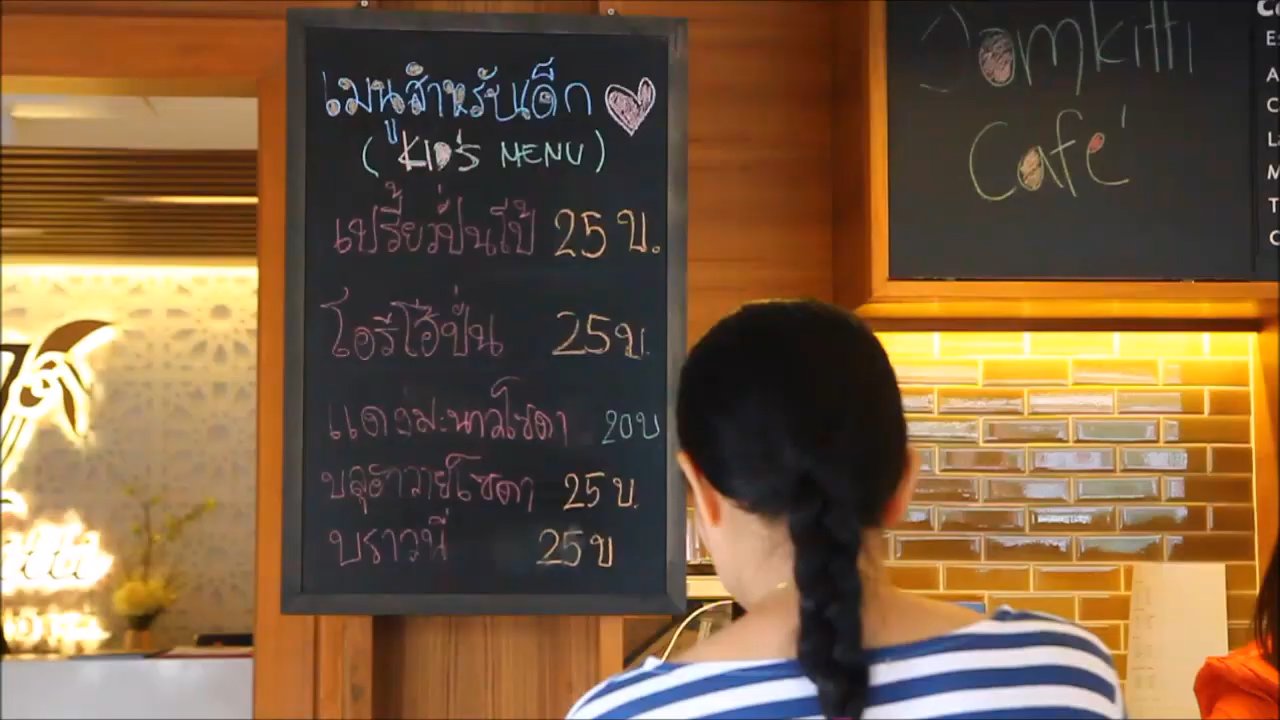 เมนูสำหรับเด็ก
(KID'S MENU)
เปรี้ยวปั่นโป้ 25 บ.
โอรีโอ้ปั่น 25 บ.
แดงมะนาวโซดา 20 บ
บลูฮาวายโซดา 25 บ.
บราวนี่ 25 บ
Jomkitti
Café